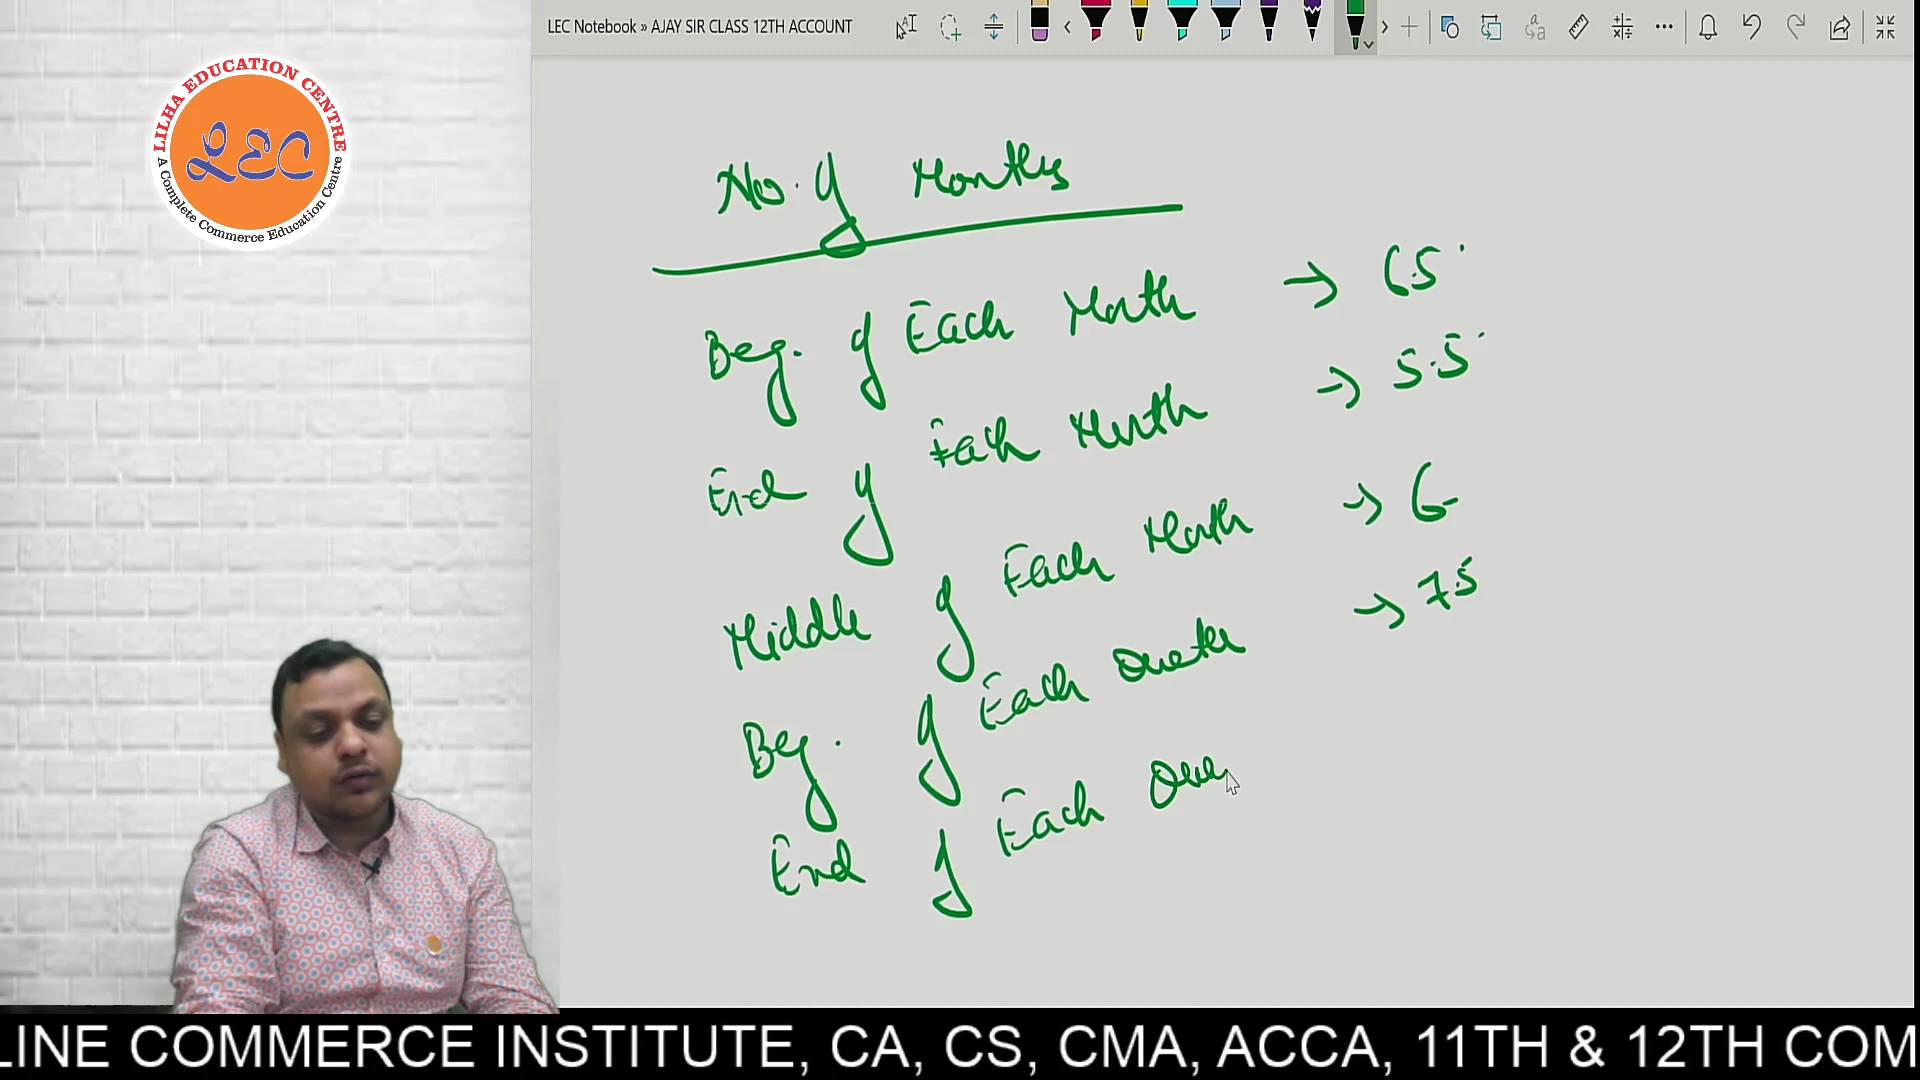 LEC Notebook » AJAY SIR CLASS 12TH ACCOUNT
LILHA EDUCATION CENTRE
LEC
A Complete Commerce Education Centre
No. of Months
Beg. of Each Month → 6.5
End of Each Month → 5.5
Middle of Each Month → 6
Beg. of Each Quater → 7.5
End of Each Qua
LINE COMMERCE INSTITUTE, CA, CS, CMA, ACCA, 11TH & 12TH COM